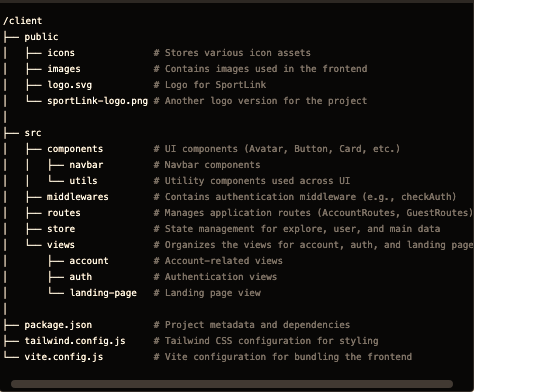 /client
├── public
│   ├── icons              # Stores various icon assets
│   ├── images             # Contains images used in the frontend
│   ├── logo.svg           # Logo for SportLink
│   └── sportLink-logo.png # Another logo version for the project
│
├── src
│   ├── components         # UI components (Avatar, Button, Card, etc.)
│   │   ├── navbar         # Navbar components
│   │   └── utils          # Utility components used across UI
│   ├── middlewares        # Contains authentication middleware (e.g., checkAuth)
│   ├── routes             # Manages application routes (AccountRoutes, GuestRoutes)
│   ├── store              # State management for explore, user, and main data
│   └── views              # Organizes the views for account, auth, and landing page
│       ├── account        # Account-related views
│       ├── auth           # Authentication views
│       └── landing-page   # Landing page view
│
├── package.json           # Project metadata and dependencies
├── tailwind.config.js     # Tailwind CSS configuration for styling
└── vite.config.js         # Vite configuration for bundling the frontend